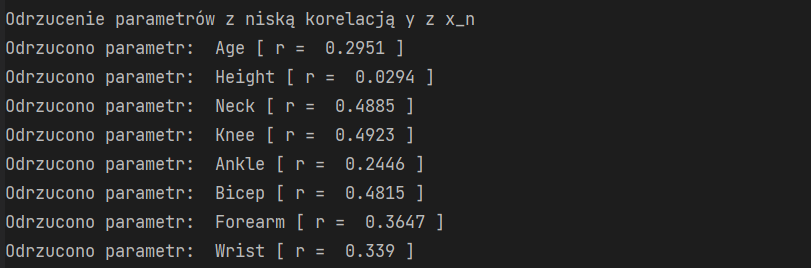 Odrzucenie parametrów z niską korelacją y z x_n
Odrzucono parametr:  Age [ r =  0.2951 ]
Odrzucono parametr:  Height [ r =  0.0294 ]
Odrzucono parametr:  Neck [ r =  0.4885 ]
Odrzucono parametr:  Knee [ r =  0.4923 ]
Odrzucono parametr:  Ankle [ r =  0.2446 ]
Odrzucono parametr:  Bicep [ r =  0.4815 ]
Odrzucono parametr:  Forearm [ r =  0.3647 ]
Odrzucono parametr:  Wrist [ r =  0.339 ]